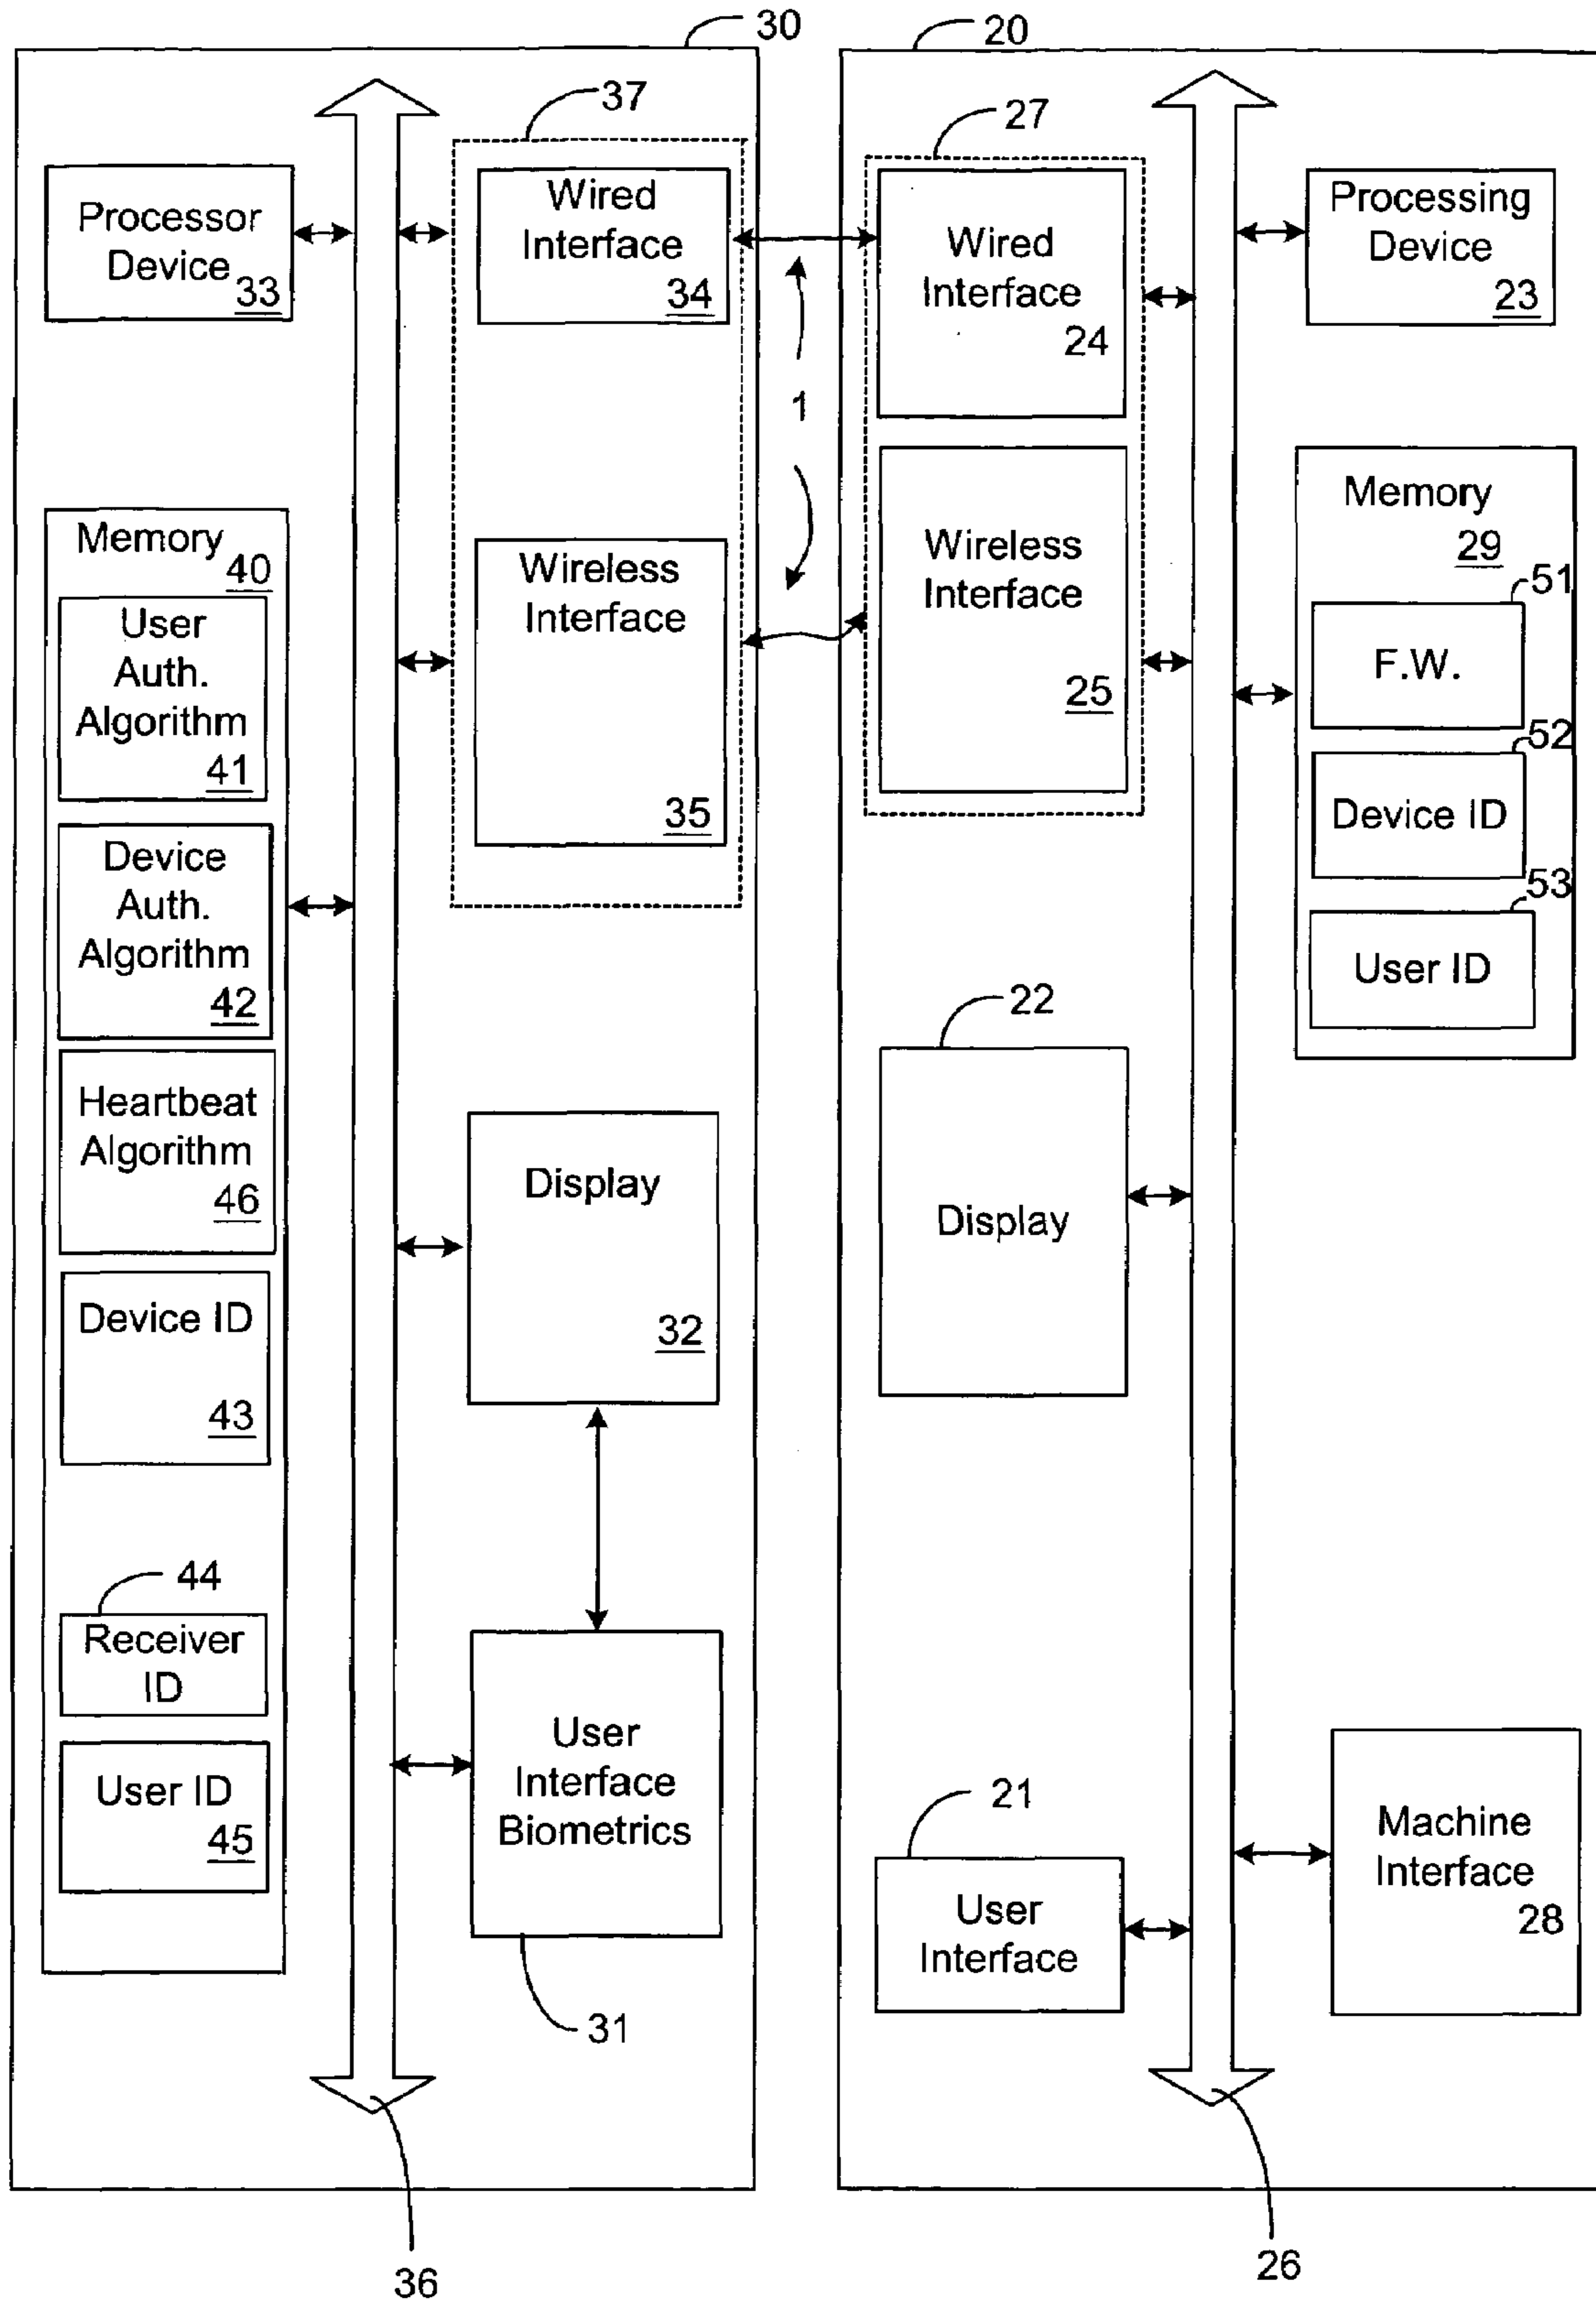 30
20
37
27
Processor
Device
33
Wired
Interface
34
1
Wired
Interface
24
Processing
Device
23
Memory
40
User
Auth.
Algorithm
41
Device
Auth.
Algorithm
42
Heartbeat
Algorithm
46
Device ID
43
44
Receiver
ID
User ID
45
Wireless
Interface
35
Wireless
Interface
25
Memory
29
51
F.W.
52
Device ID
53
User ID
Display
32
22
Display
User
Interface
Biometrics
31
21
User
Interface
Machine
Interface
28
36
26